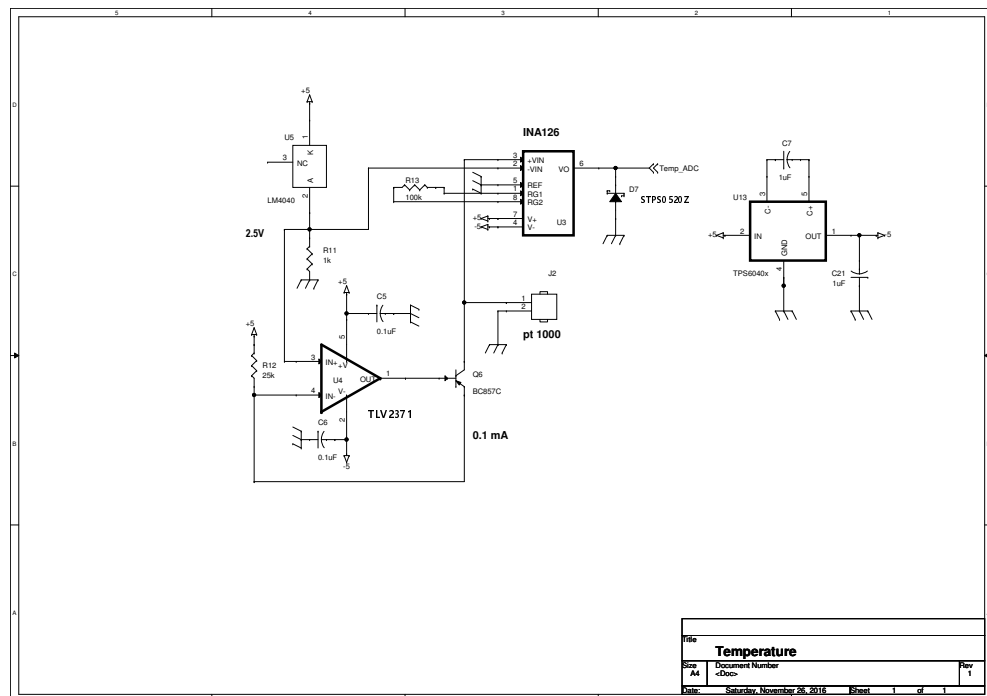 5 4 3 2 1
D
C
B
A
+5
U5
1
K
3 NC
A
2
LM4040
2.5V
R11
1k
INA126
3 +VIN
2 -VIN
5 REF
1 RG1
8 RG2
7 V+
4 V-
+5
-5
VO 6
U3
R13
100k
Temp_ADC
D7
STPS0 520 Z
C7
1uF
3
5
U13
C-
C+
+5 2 IN
OUT 1 -5
GND
4
TPS6040x
C21
1uF
J2
1
2
pt 1000
+5
C5
0.1uF
5
+5
R12
25k
3 IN+
+V
U4
OUT 1
4 IN-
V-
2
TLV 237 1
C6
0.1uF
-5
Q6
BC857C
0.1 mA
Title
Temperature
Size
A4
Document Number
<Doc>
Rev
1
Date: Saturday, November 26, 2016 Sheet 1 of 1